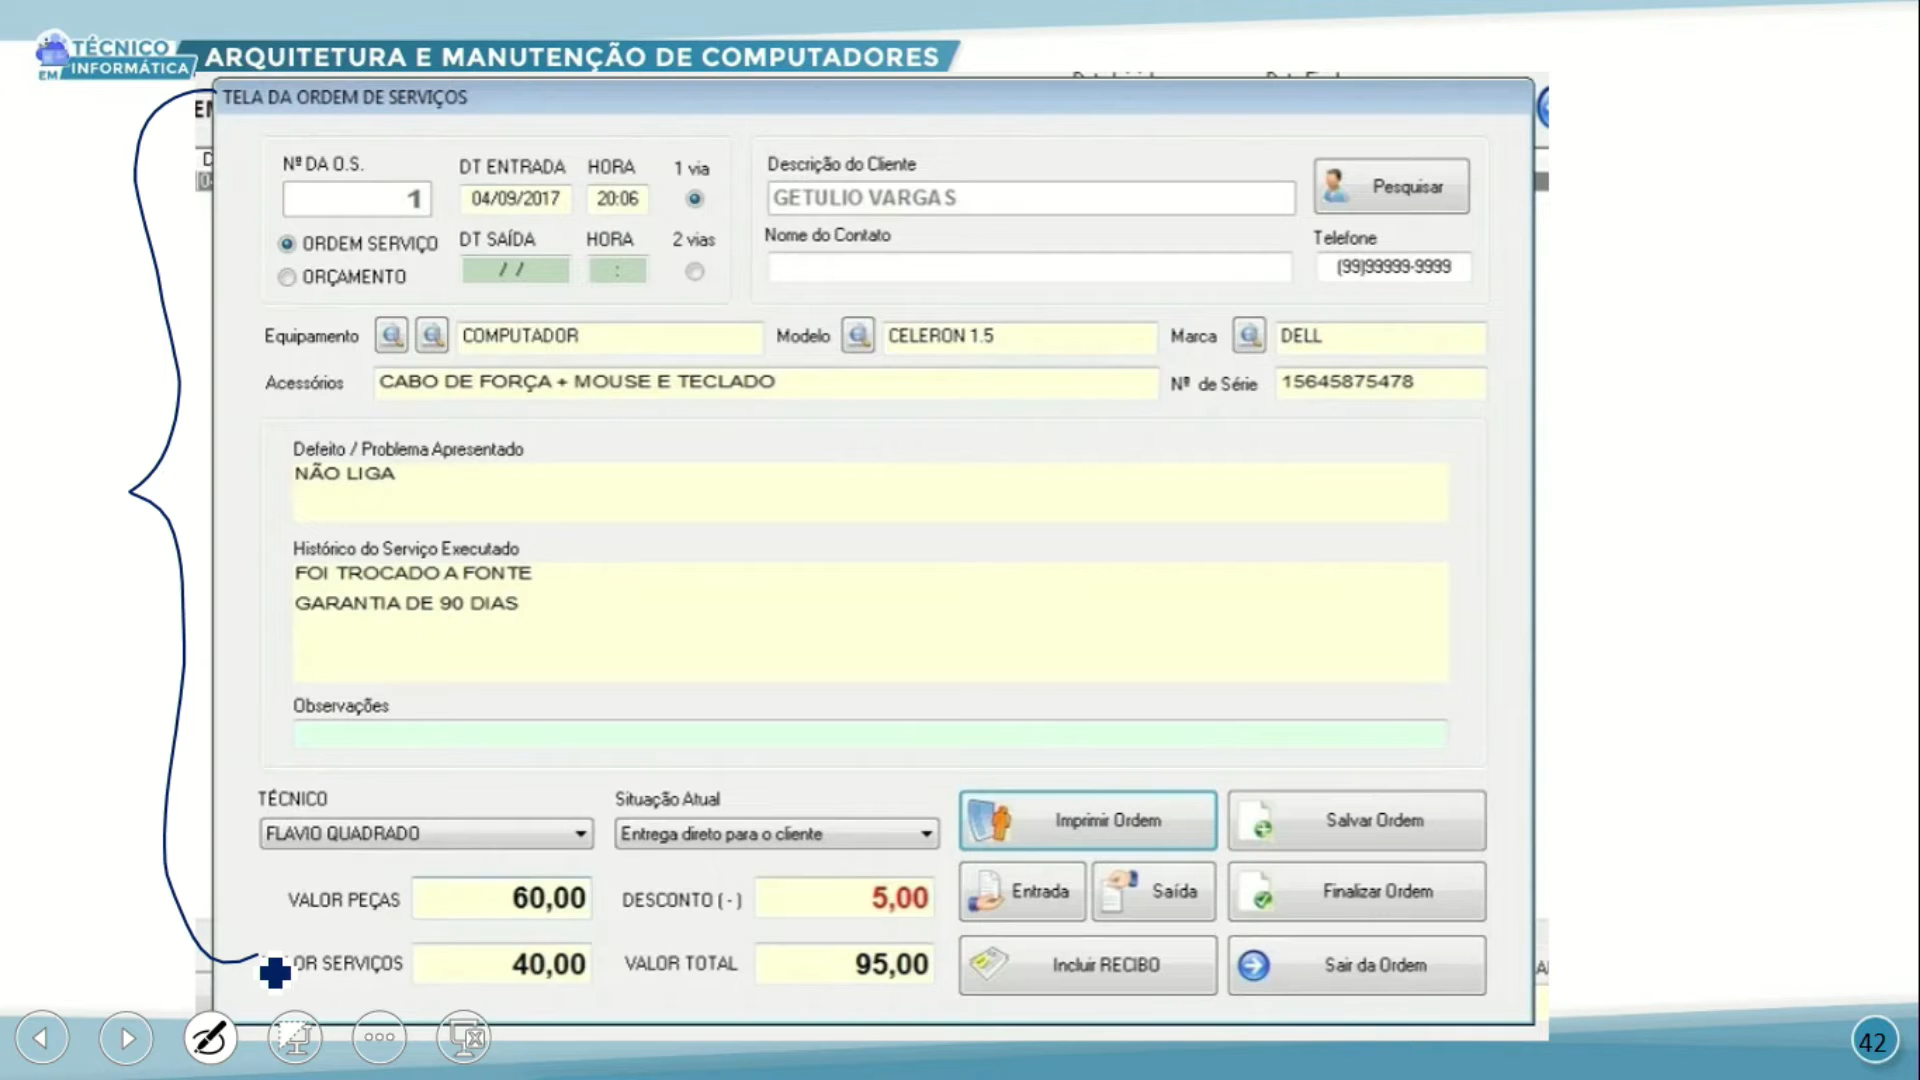 TÉCNICO
EM INFORMÁTICA
ARQUITETURA E MANUTENÇÃO DE COMPUTADORES
TELA DA ORDEM DE SERVIÇOS
Nº DA O.S. DT ENTRADA HORA 1 via
1 04/09/2017 20:06
ORDEM SERVIÇO DT SAÍDA HORA 2 vias
ORÇAMENTO / / :
Descrição do Cliente
GETULIO VARGAS Pesquisar
Nome do Contato Telefone
(99)99999-9999
Equipamento COMPUTADOR Modelo CELERON 1.5 Marca DELL
Acessórios CABO DE FORÇA + MOUSE E TECLADO Nº de Série 15645875478
Defeito / Problema Apresentado
NÃO LIGA
Histórico do Serviço Executado
FOI TROCADO A FONTE
GARANTIA DE 90 DIAS
Observações
TÉCNICO Situação Atual
FLAVIO QUADRADO Entrega direto para o cliente Imprimir Ordem Salvar Ordem
VALOR PEÇAS 60,00 DESCONTO ( - ) 5,00 Entrada Saída Finalizar Ordem
OR SERVIÇOS 40,00 VALOR TOTAL 95,00 Incluir RECIBO Sair da Ordem
42